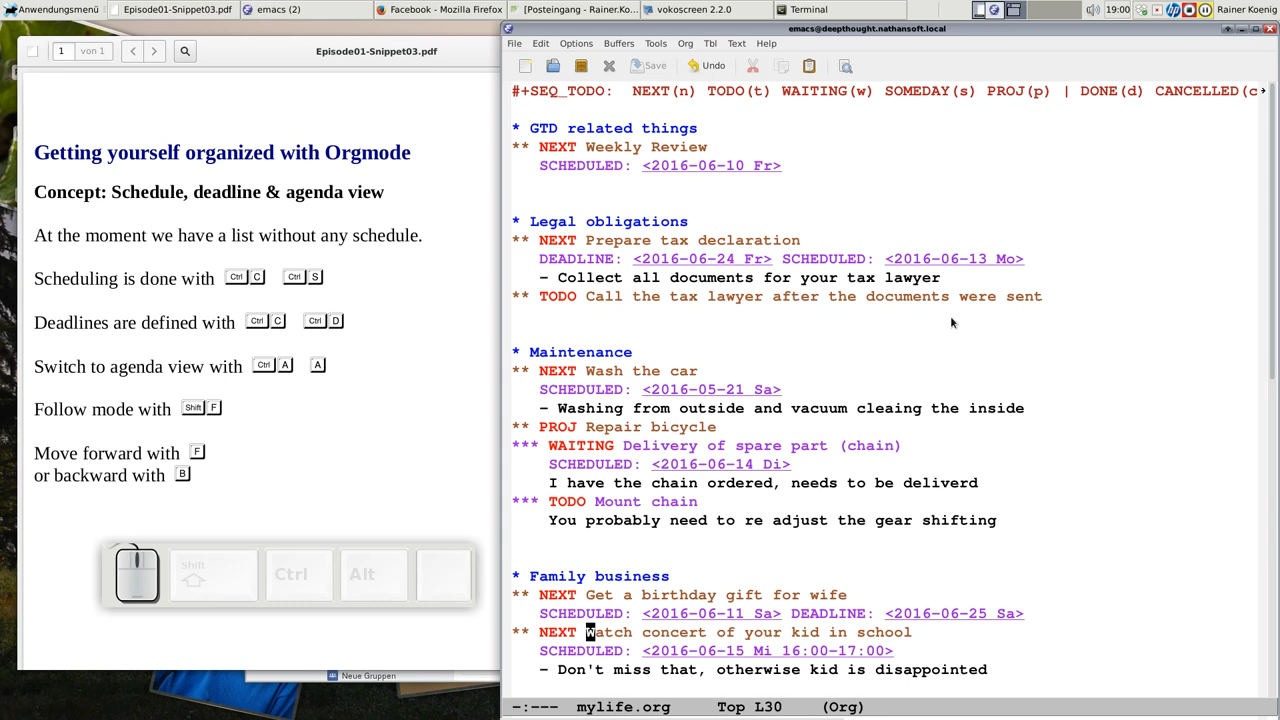 Anwendungsmenü
Episode01-Snippet03.pdf
emacs (2)
Facebook - Mozilla Firefox
[Posteingang - Rainer.Ko...
vokoscreen 2.2.0
Terminal
19:00
Rainer Koenig
1 von 1
Episode01-Snippet03.pdf
Getting yourself organized with Orgmode
Concept: Schedule, deadline & agenda view
At the moment we have a list without any schedule.
Scheduling is done with Ctrl C Ctrl S
Deadlines are defined with Ctrl C Ctrl D
Switch to agenda view with Ctrl A A
Follow mode with Shift F
Move forward with F
or backward with B
Shift Ctrl Alt
Neue Gruppen
emacs@deepthought.nathansoft.local
File Edit Options Buffers Tools Org Tbl Text Help
Save Undo
#+SEQ_TODO: NEXT(n) TODO(t) WAITING(w) SOMEDAY(s) PROJ(p) | DONE(d) CANCELLED(c
* GTD related things
** NEXT Weekly Review
SCHEDULED: <2016-06-10 Fr>
* Legal obligations
** NEXT Prepare tax declaration
DEADLINE: <2016-06-24 Fr> SCHEDULED: <2016-06-13 Mo>
- Collect all documents for your tax lawyer
** TODO Call the tax lawyer after the documents were sent
* Maintenance
** NEXT Wash the car
SCHEDULED: <2016-05-21 Sa>
- Washing from outside and vacuum cleaing the inside
** PROJ Repair bicycle
*** WAITING Delivery of spare part (chain)
SCHEDULED: <2016-06-14 Di>
I have the chain ordered, needs to be deliverd
*** TODO Mount chain
You probably need to re adjust the gear shifting
* Family business
** NEXT Get a birthday gift for wife
SCHEDULED: <2016-06-11 Sa> DEADLINE: <2016-06-25 Sa>
** NEXT Watch concert of your kid in school
SCHEDULED: <2016-06-15 Mi 16:00-17:00>
- Don't miss that, otherwise kid is disappointed
-:--- mylife.org Top L30 (Org)